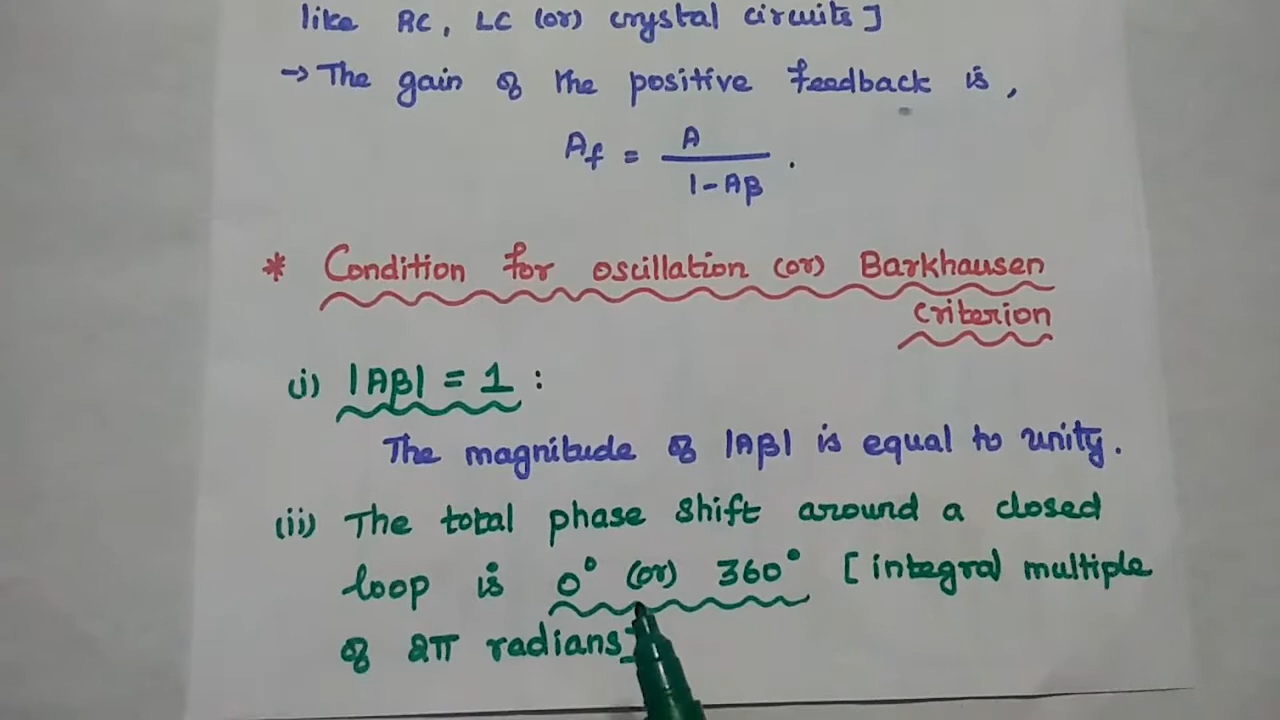 like RC, LC (or) crystal circuits]
→ The gain of the positive feedback is,
Af = A / 1-Aβ .
* Condition for oscillation (or) Barkhausen
criterion
(i) |Aβ| = 1 :
The magnitude of |Aβ| is equal to unity.
(ii) The total phase shift around a closed
loop is 0° (or) 360° [integral multiple
of 2π radians]